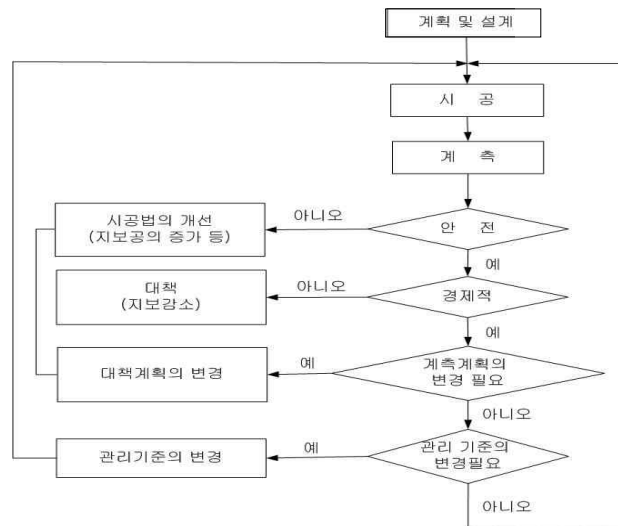 계획 및 설계
시 공
계 측
시공법의 개선
(지보공의 증가 등)
아니오
안 전
예
대책
(지보감소)
아니오
경제적
예
대책계획의 변경
예
계측계획의
변경 필요
아니오
관리기준의 변경
예
관리 기준의
변경필요
아니오